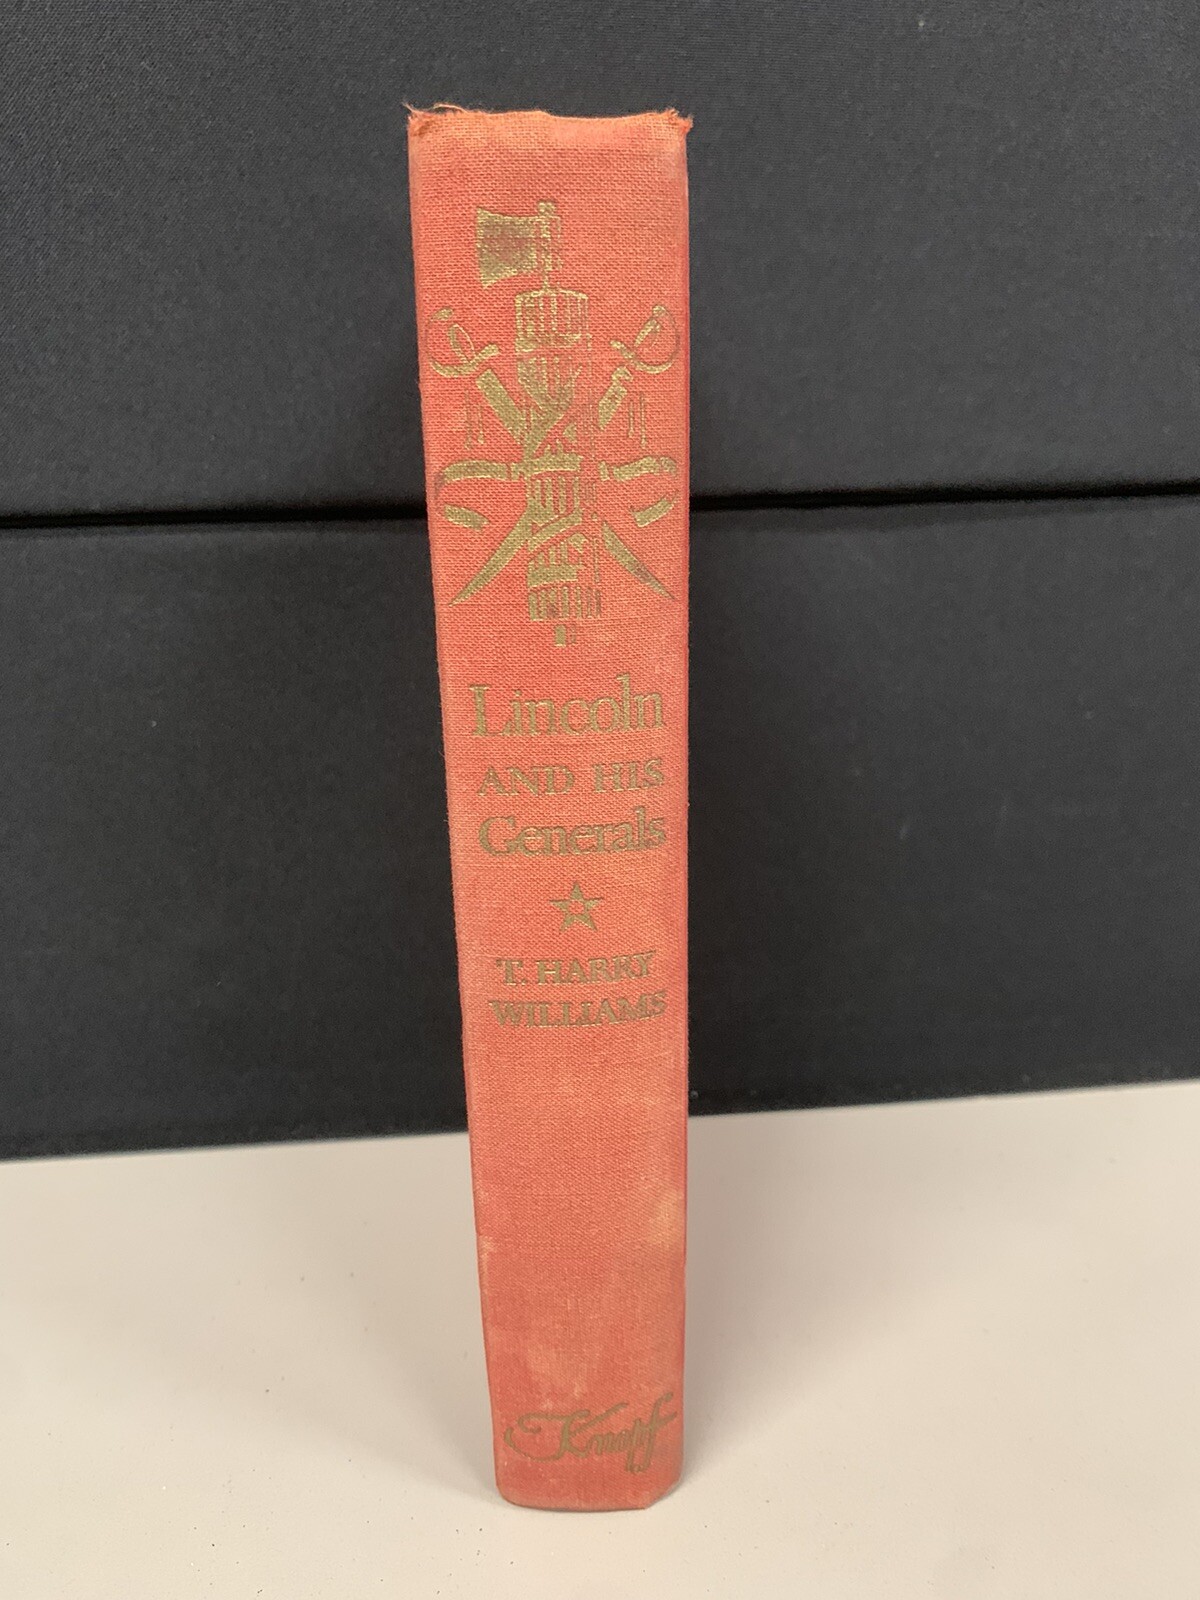 Lincoln
AND HIS
Generals
T. HARRY
WILLIAMS
Knopf